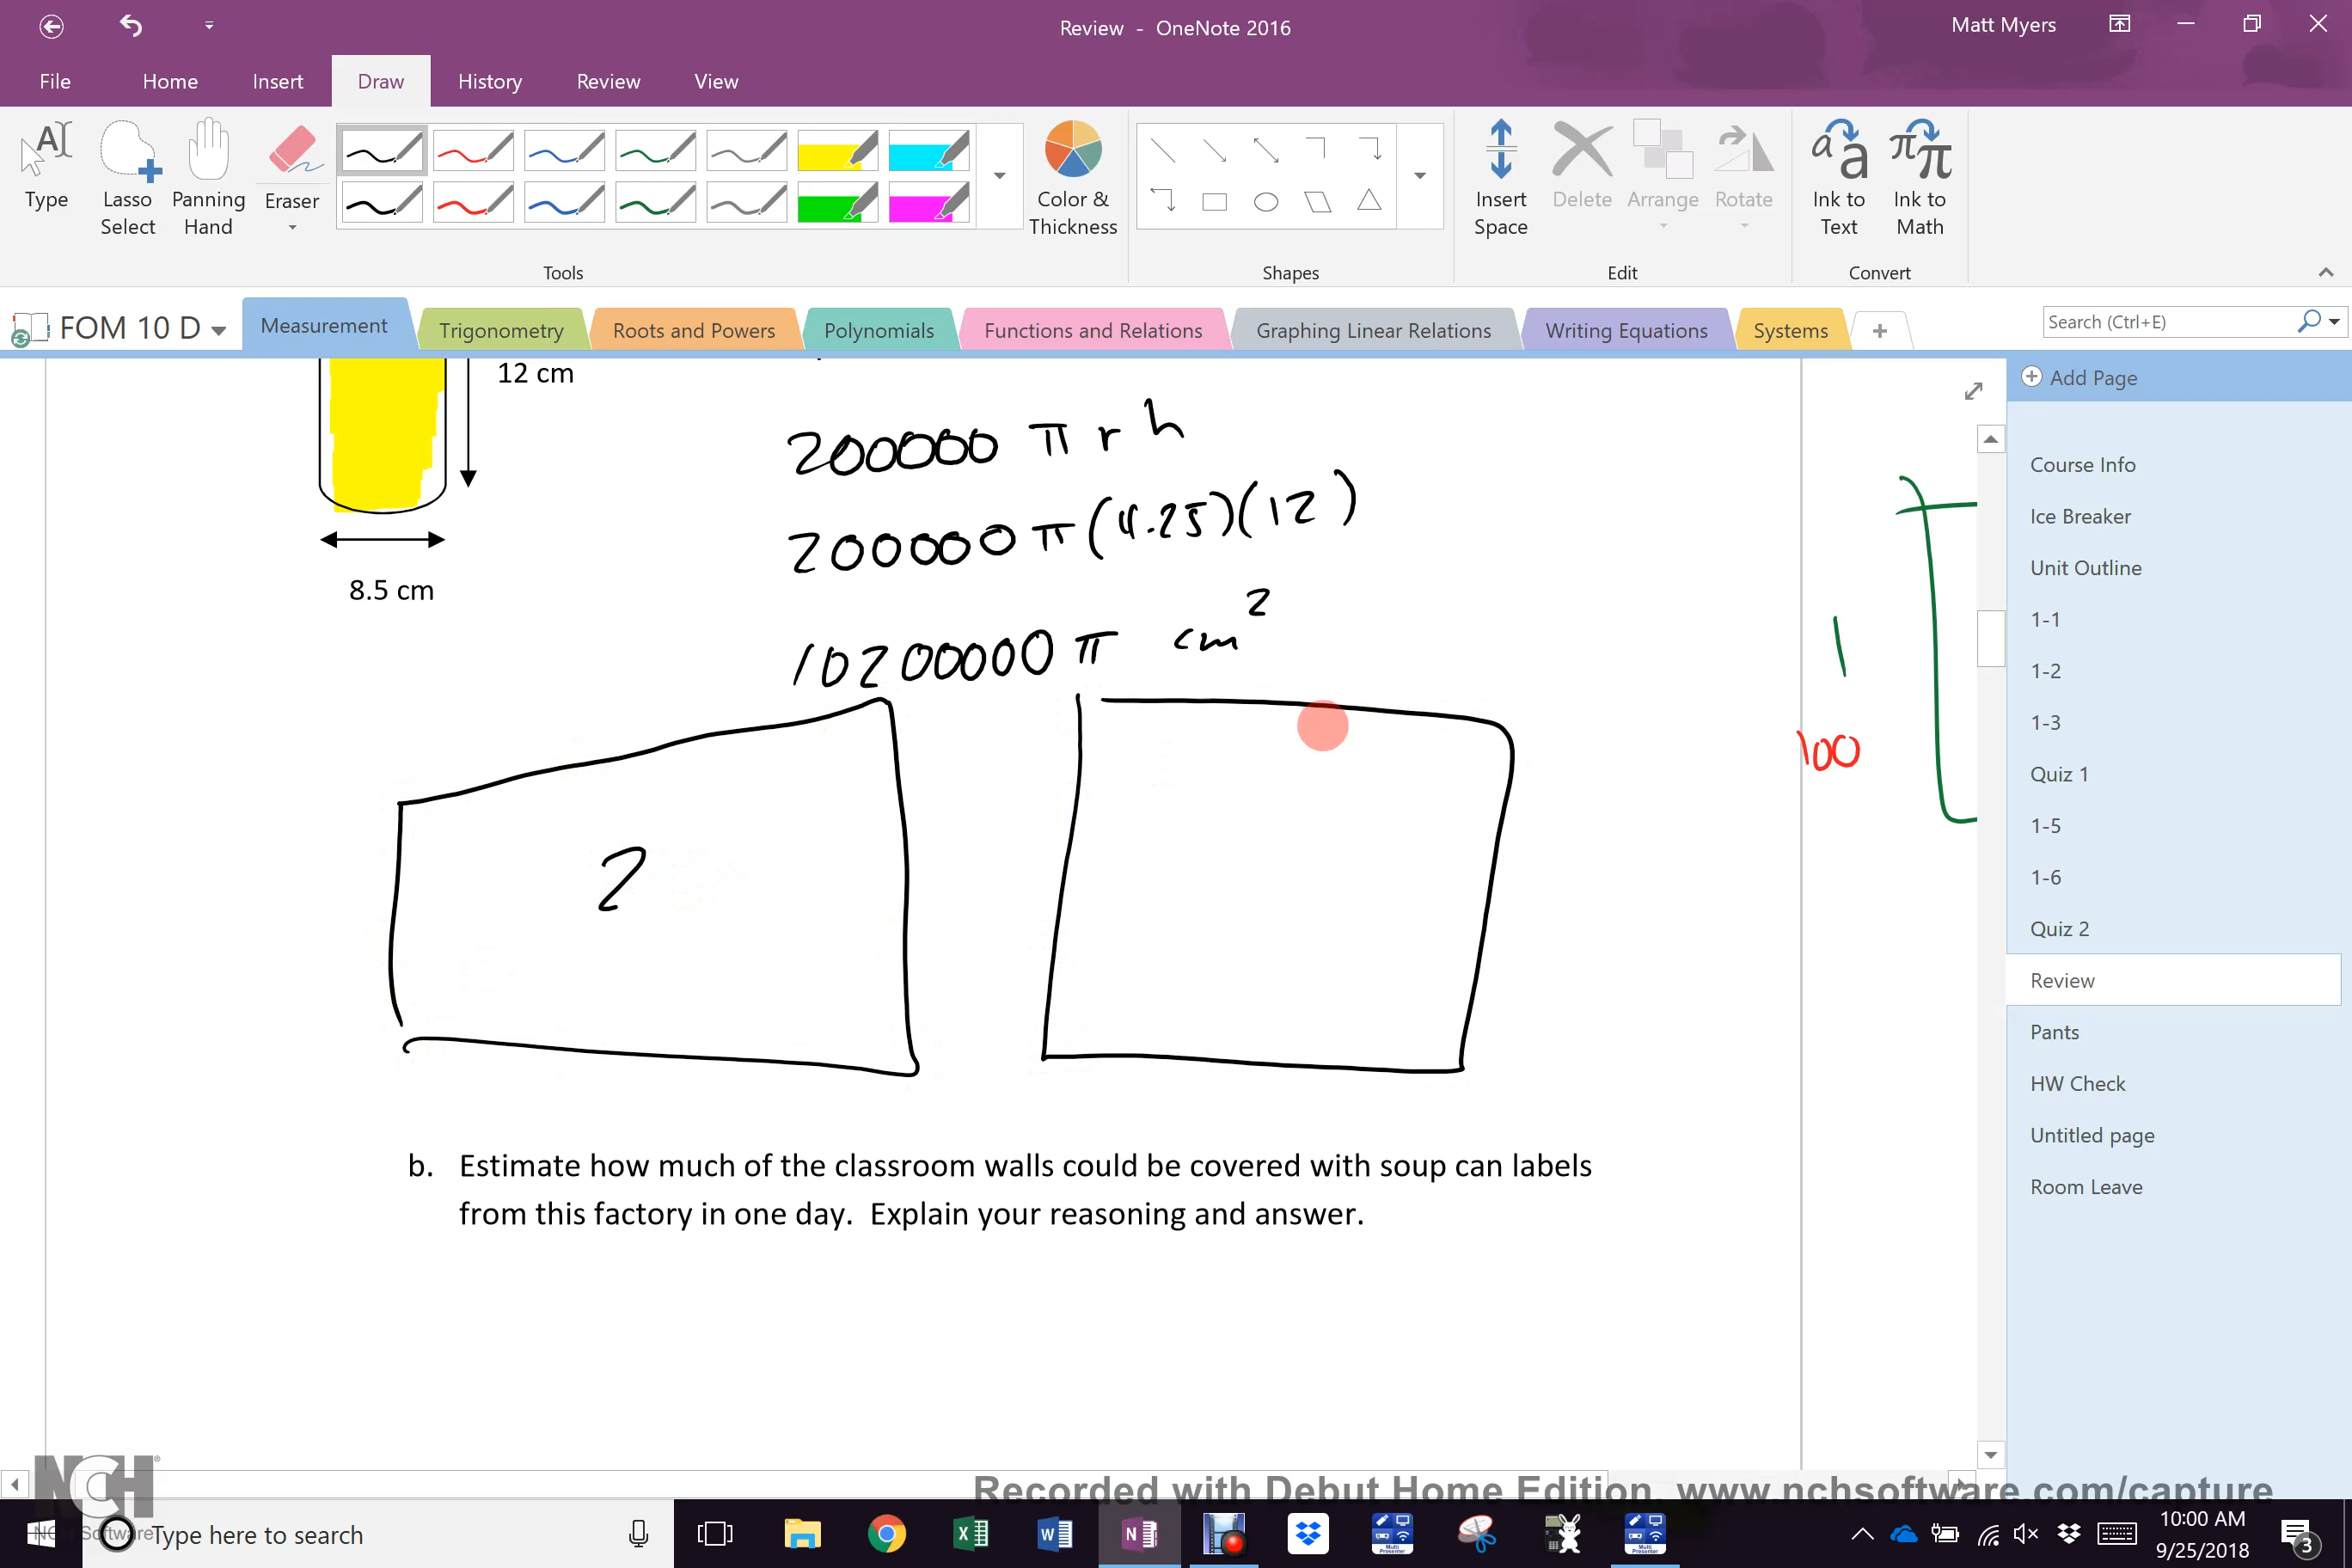 Review - OneNote 2016
Matt Myers
File Home Insert Draw History Review View
Type
Lasso Select
Panning Hand
Eraser
Color & Thickness
Insert Space
Delete
Arrange
Rotate
Ink to Text
Ink to Math
Tools
Shapes
Edit
Convert
FOM 10 D
Measurement
Trigonometry
Roots and Powers
Polynomials
Functions and Relations
Graphing Linear Relations
Writing Equations
Systems
Search (Ctrl+E)
12 cm
8.5 cm
200000 π r h
200000 π (4.25)(12)
10200000 π cm²
2
1
100
b. Estimate how much of the classroom walls could be covered with soup can labels
from this factory in one day. Explain your reasoning and answer.
Add Page
Course Info
Ice Breaker
Unit Outline
1-1
1-2
1-3
Quiz 1
1-5
1-6
Quiz 2
Review
Pants
HW Check
Untitled page
Room Leave
NCH
NCH Software
Recorded with Debut Home Edition. www.nchsoftware.com/capture
Type here to search
10:00 AM
9/25/2018
3